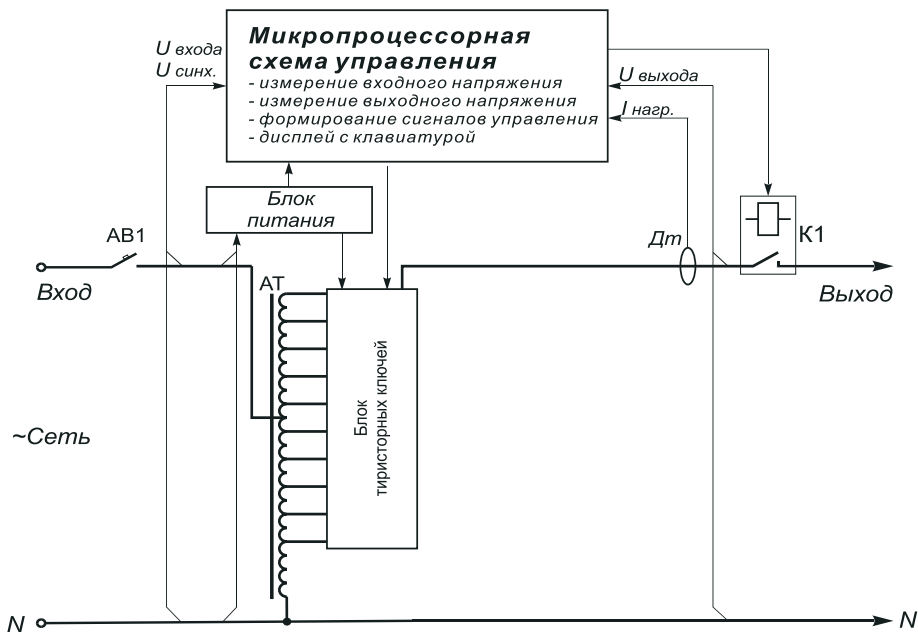 Микропроцессорная
схема управления
- измерение входного напряжения
- измерение выходного напряжения
- формирование сигналов управления
- дисплей с клавиатурой
U входа
U синх.
U выхода
I нагр.
Блок
питания
АВ1
Дт
К1
Вход
АТ
Выход
Блок
тиристорных ключей
~Сеть
N
N